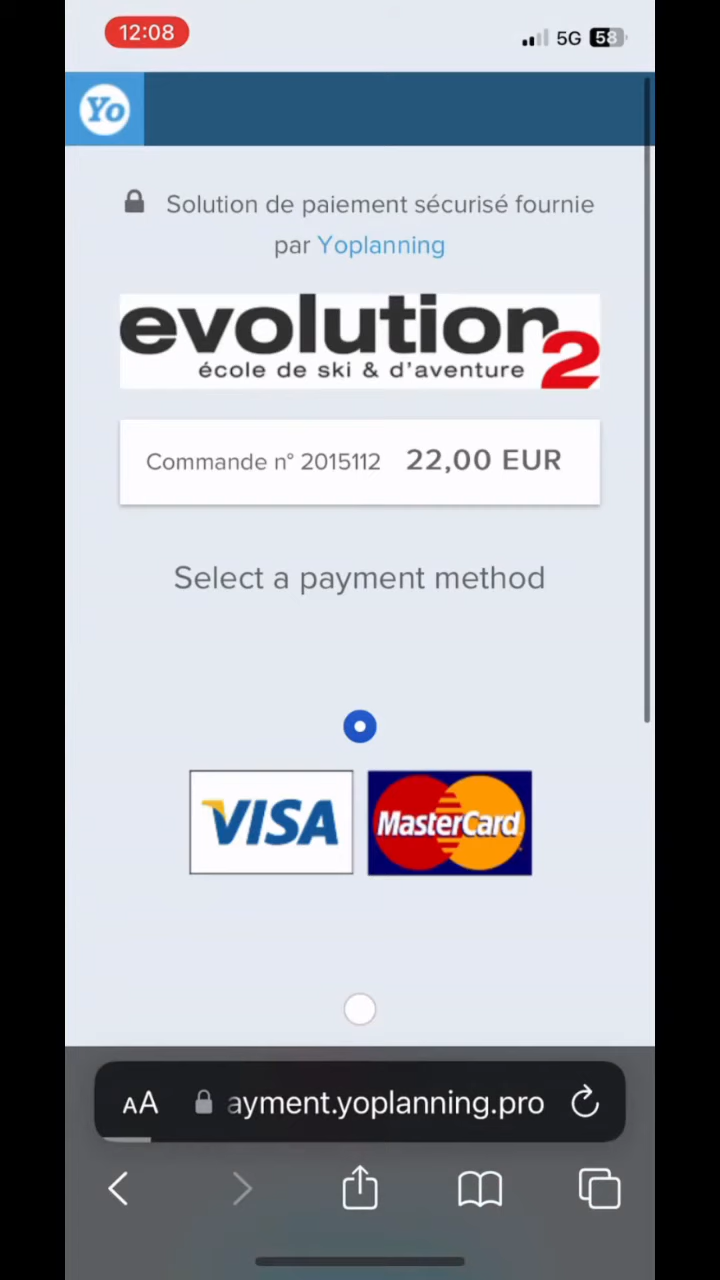 12:08
5G 58
Yo
Solution de paiement sécurisé fournie
par Yoplanning
evolution2
école de ski & d'aventure
Commande n° 2015112 22,00 EUR
Select a payment method
VISA MasterCard
AA ayment.yoplanning.pro